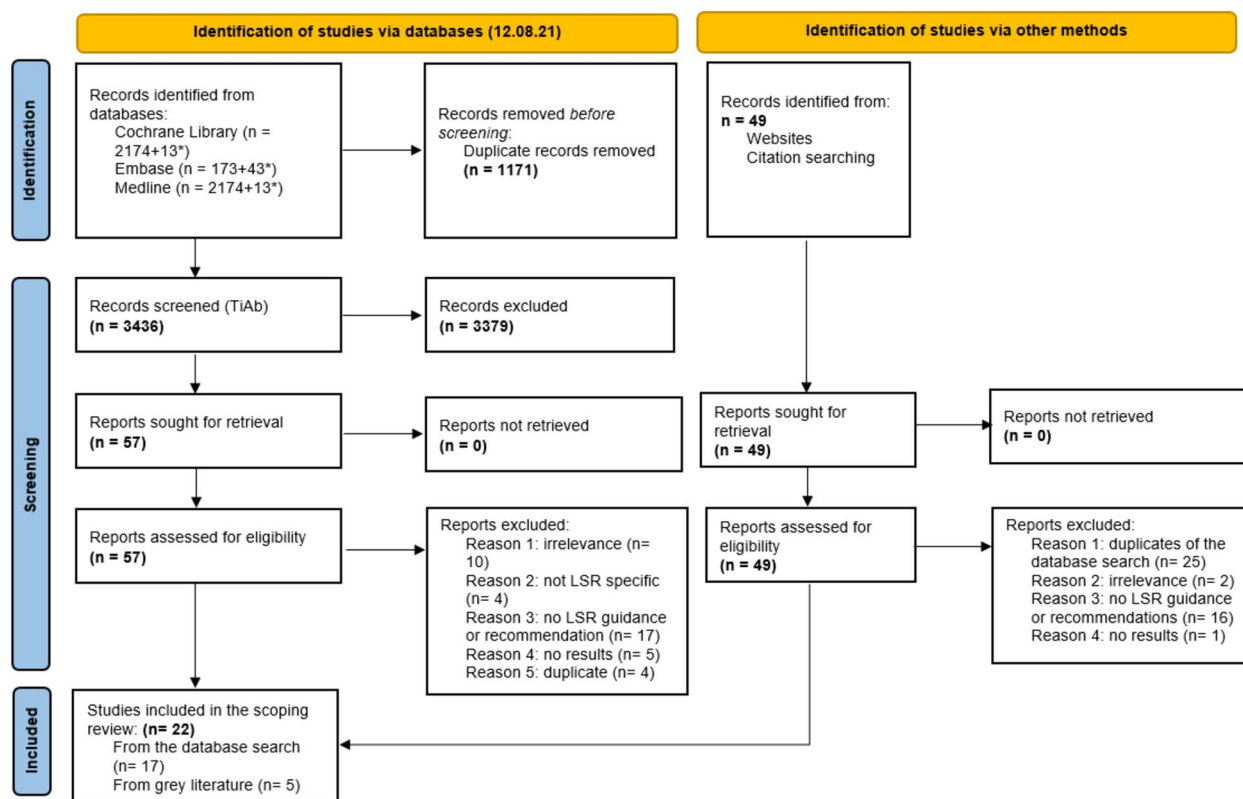 Identification of studies via databases (12.08.21)
Identification of studies via other methods
Identification
Records identified from
databases:
Cochrane Library (n =
2174+13*)
Embase (n = 173+43*)
Medline (n = 2174+13*)
Records removed before
screening:
Duplicate records removed
(n = 1171)
Records identified from:
n = 49
Websites
Citation searching
Screening
Records screened (TiAb)
(n = 3436)
Records excluded
(n = 3379)
Reports sought for retrieval
(n = 57)
Reports not retrieved
(n = 0)
Reports sought for
retrieval
(n = 49)
Reports not retrieved
(n = 0)
Reports assessed for eligibility
(n = 57)
Reports excluded:
Reason 1: irrelevance (n=
10)
Reason 2: not LSR specific
(n= 4)
Reason 3: no LSR guidance
or recommendation (n= 17)
Reason 4: no results (n= 5)
Reason 5: duplicate (n= 4)
Reports assessed for
eligibility
(n = 49)
Reports excluded:
Reason 1: duplicates of the
database search (n= 25)
Reason 2: irrelevance (n= 2)
Reason 3: no LSR guidance
or recommendations (n= 16)
Reason 4: no results (n= 1)
Included
Studies included in the scoping
review: (n= 22)
From the database search
(n= 17)
From grey literature (n= 5)